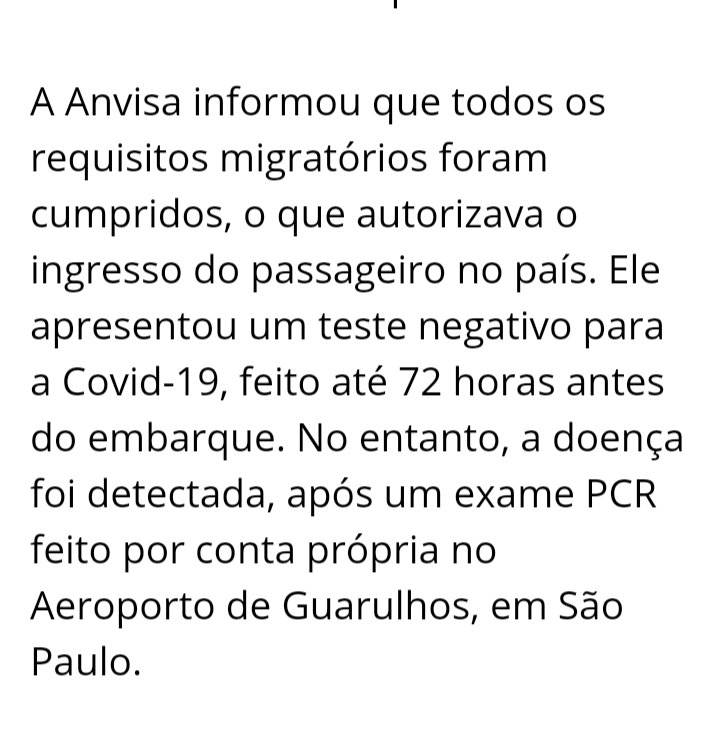 A Anvisa informou que todos os
requisitos migratórios foram
cumpridos, o que autorizava o
ingresso do passageiro no país. Ele
apresentou um teste negativo para
a Covid-19, feito até 72 horas antes
do embarque. No entanto, a doença
foi detectada, após um exame PCR
feito por conta própria no
Aeroporto de Guarulhos, em São
Paulo.